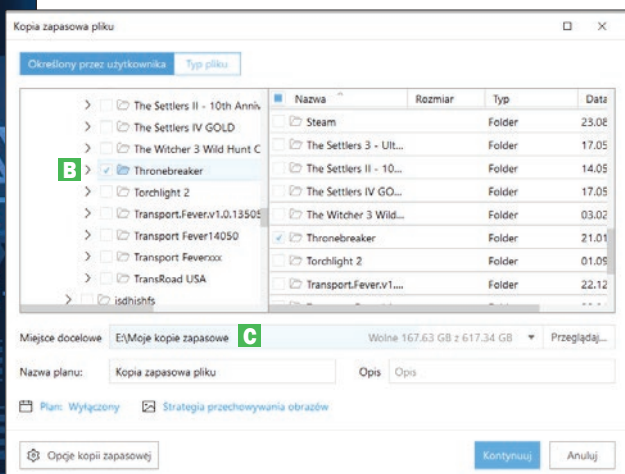 Kopia zapasowa pliku
Określony przez użytkownika Typ pliku
The Settlers II - 10th Anniv
The Settlers IV GOLD
The Witcher 3 Wild Hunt C
B Thronebreaker
Torchlight 2
Transport.Fever.v1.0.13505
Transport Fever14050
Transport Feverxxx
TransRoad USA
isdhishfs
Nazwa Rozmiar Typ Data
Steam Folder 23.08
The Settlers 3 - Ult... Folder 17.05
The Settlers II - 10... Folder 14.05
The Settlers IV GO... Folder 17.05
The Witcher 3 Wild... Folder 03.02
Thronebreaker Folder 21.01
Torchlight 2 Folder 01.09
Transport.Fever.v1.... Folder 22.12
Miejsce docelowe E:\Moje kopie zapasowe C Wolne 167.63 GB z 617.34 GB Przeglądaj...
Nazwa planu: Kopia zapasowa pliku Opis Opis
Plan: Wyłączony Strategia przechowywania obrazów
Opcje kopii zapasowej Kontynuuj Anuluj